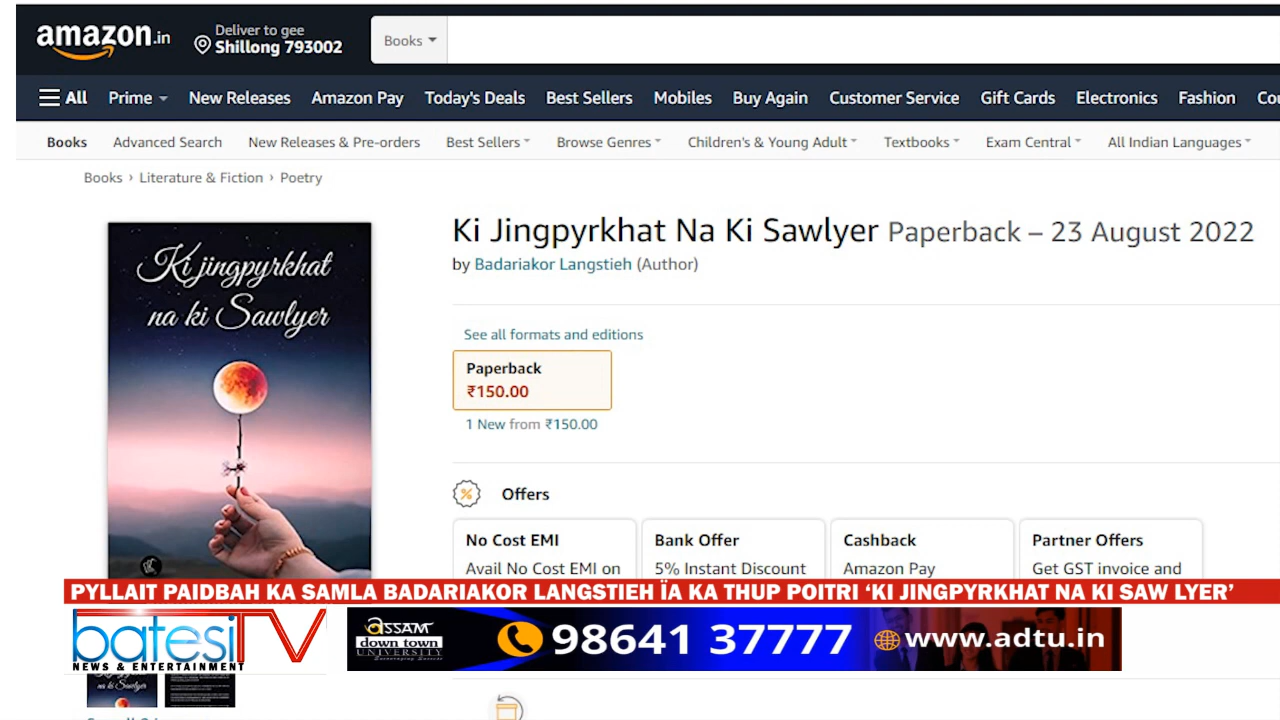 amazon.in
Deliver to gee
Shillong 793002
Books
All
Prime
New Releases
Amazon Pay
Today's Deals
Best Sellers
Mobiles
Buy Again
Customer Service
Gift Cards
Electronics
Fashion
Books
Advanced Search
New Releases & Pre-orders
Best Sellers
Browse Genres
Children's & Young Adult
Textbooks
Exam Central
All Indian Languages
Books › Literature & Fiction › Poetry
Ki jingpyrkhat
na ki Sawlyer
Ki Jingpyrkhat Na Ki Sawlyer Paperback – 23 August 2022
by Badariakor Langstieh (Author)
See all formats and editions
Paperback
₹150.00
1 New from ₹150.00
Offers
No Cost EMI
Avail No Cost EMI on
Bank Offer
5% Instant Discount
Cashback
Amazon Pay
Partner Offers
Get GST invoice and
PYLLAIT PAIDBAH KA SAMLA BADARIAKOR LANGSTIEH ÏA KA THUP POITRI ‘KI JINGPYRKHAT NA KI SAW LYER’
batesi TV
NEWS & ENTERTAINMENT
ASSAM
down town
UNIVERSITY
98641 37777
www.adtu.in
na ki Sawlyer